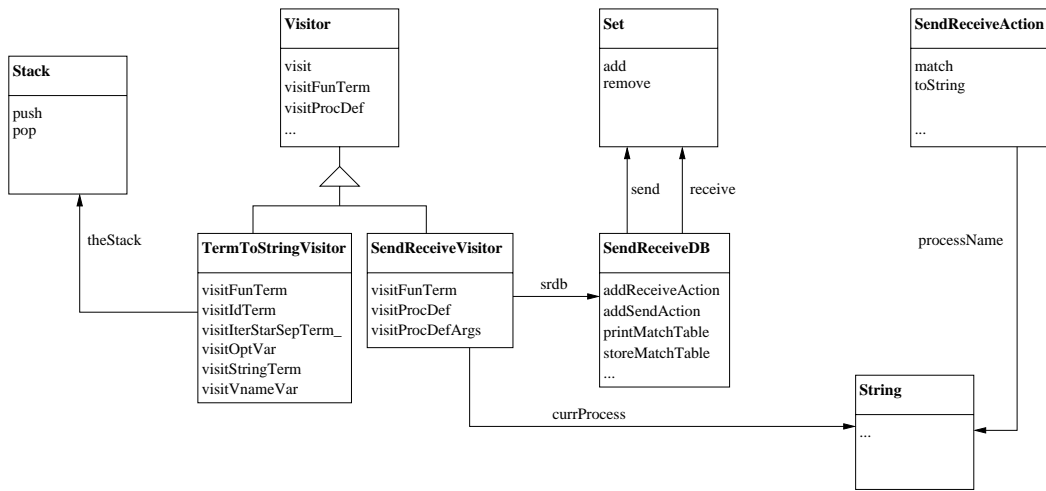 Visitor
visit
visitFunTerm
visitProcDef
...
Set
add
remove
SendReceiveAction
match
toString
...
Stack
push
pop
send
receive
theStack
processName
TermToStringVisitor
visitFunTerm
visitIdTerm
visitIterStarSepTerm_
visitOptVar
visitStringTerm
visitVnameVar
SendReceiveVisitor
visitFunTerm
visitProcDef
visitProcDefArgs
srdb
SendReceiveDB
addReceiveAction
addSendAction
printMatchTable
storeMatchTable
...
currProcess
String
...